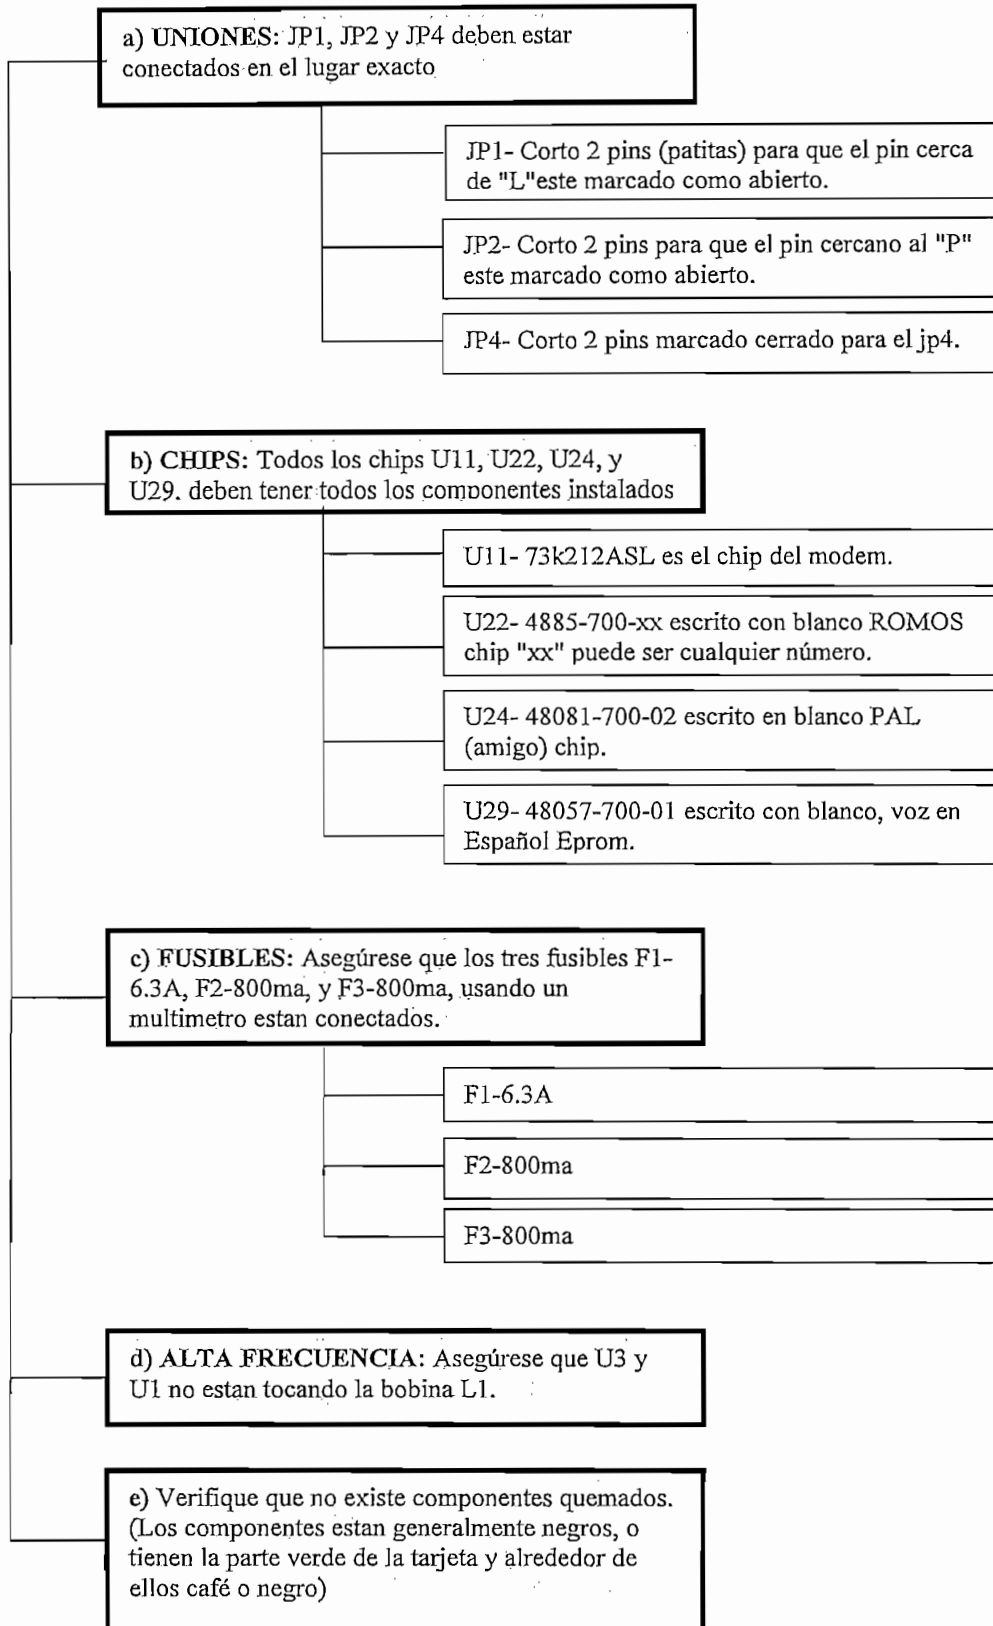 a) UNIONES: JP1, JP2 y JP4 deben estar
conectados en el lugar exacto
JP1- Corto 2 pins (patitas) para que el pin cerca
de "L"este marcado como abierto.
JP2- Corto 2 pins para que el pin cercano al "P"
este marcado como abierto.
JP4- Corto 2 pins marcado cerrado para el jp4.
b) CHIPS: Todos los chips U11, U22, U24, y
U29. deben tener todos los componentes instalados
U11- 73k212ASL es el chip del modem.
U22- 4885-700-xx escrito con blanco ROMOS
chip "xx" puede ser cualquier número.
U24- 48081-700-02 escrito en blanco PAL
(amigo) chip.
U29- 48057-700-01 escrito con blanco, voz en
Español Eprom.
c) FUSIBLES: Asegúrese que los tres fusibles F1-
6.3A, F2-800ma, y F3-800ma, usando un
multimetro estan conectados.
F1-6.3A
F2-800ma
F3-800ma
d) ALTA FRECUENCIA: Asegúrese que U3 y
U1 no estan tocando la bobina L1.
e) Verifique que no existe componentes quemados.
(Los componentes estan generalmente negros, o
tienen la parte verde de la tarjeta y alrededor de
ellos café o negro)